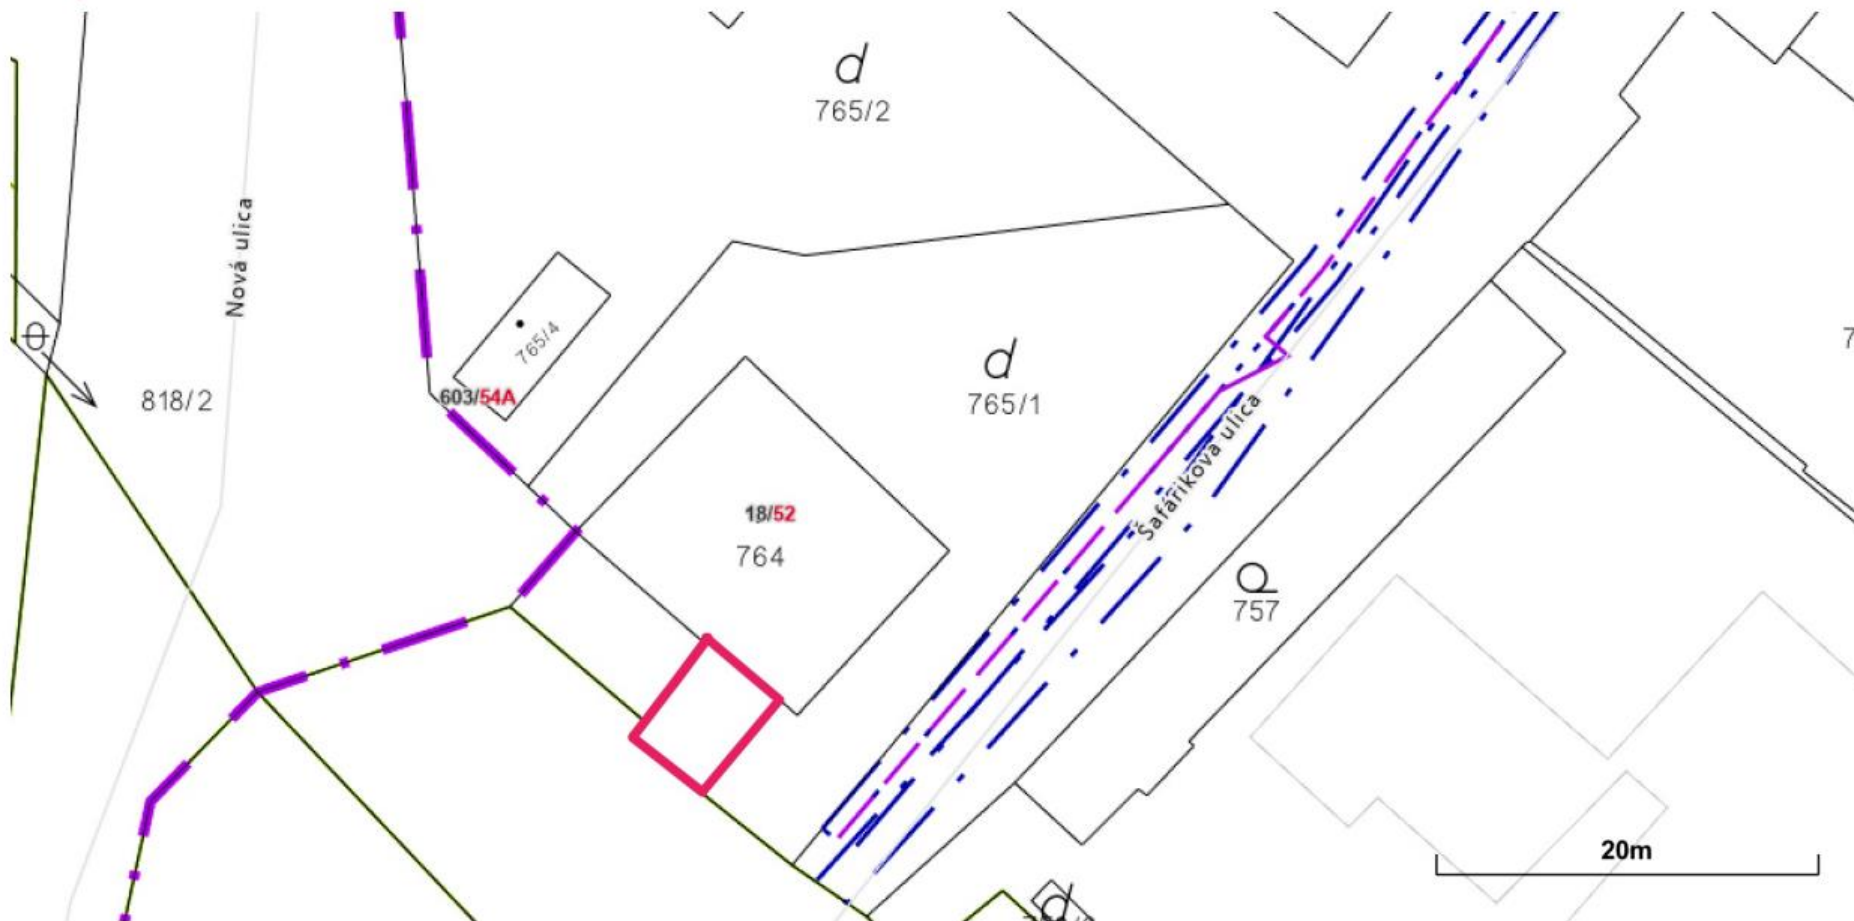 d
765/2
Nová ulica
765/4
603/54A
818/2
d
765/1
Šafárikova ulica
18/52
764
757
7
20m
d